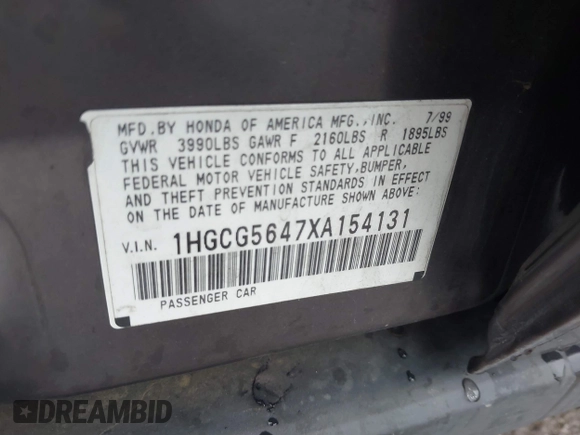 MFD.BY HONDA OF AMERICA MFG.,INC. 7/99
GVWR 3990LBS GAWR F 2160LBS R 1895LBS
THIS VEHICLE CONFORMS TO ALL APPLICABLE
FEDERAL MOTOR VEHICLE SAFETY,BUMPER,
AND THEFT PREVENTION STANDARDS IN EFFECT
ON THE DATE OF MANUFACTURE SHOWN ABOVE:
V.I.N. 1HGCG5647XA154131
PASSENGER CAR
DREAMBID